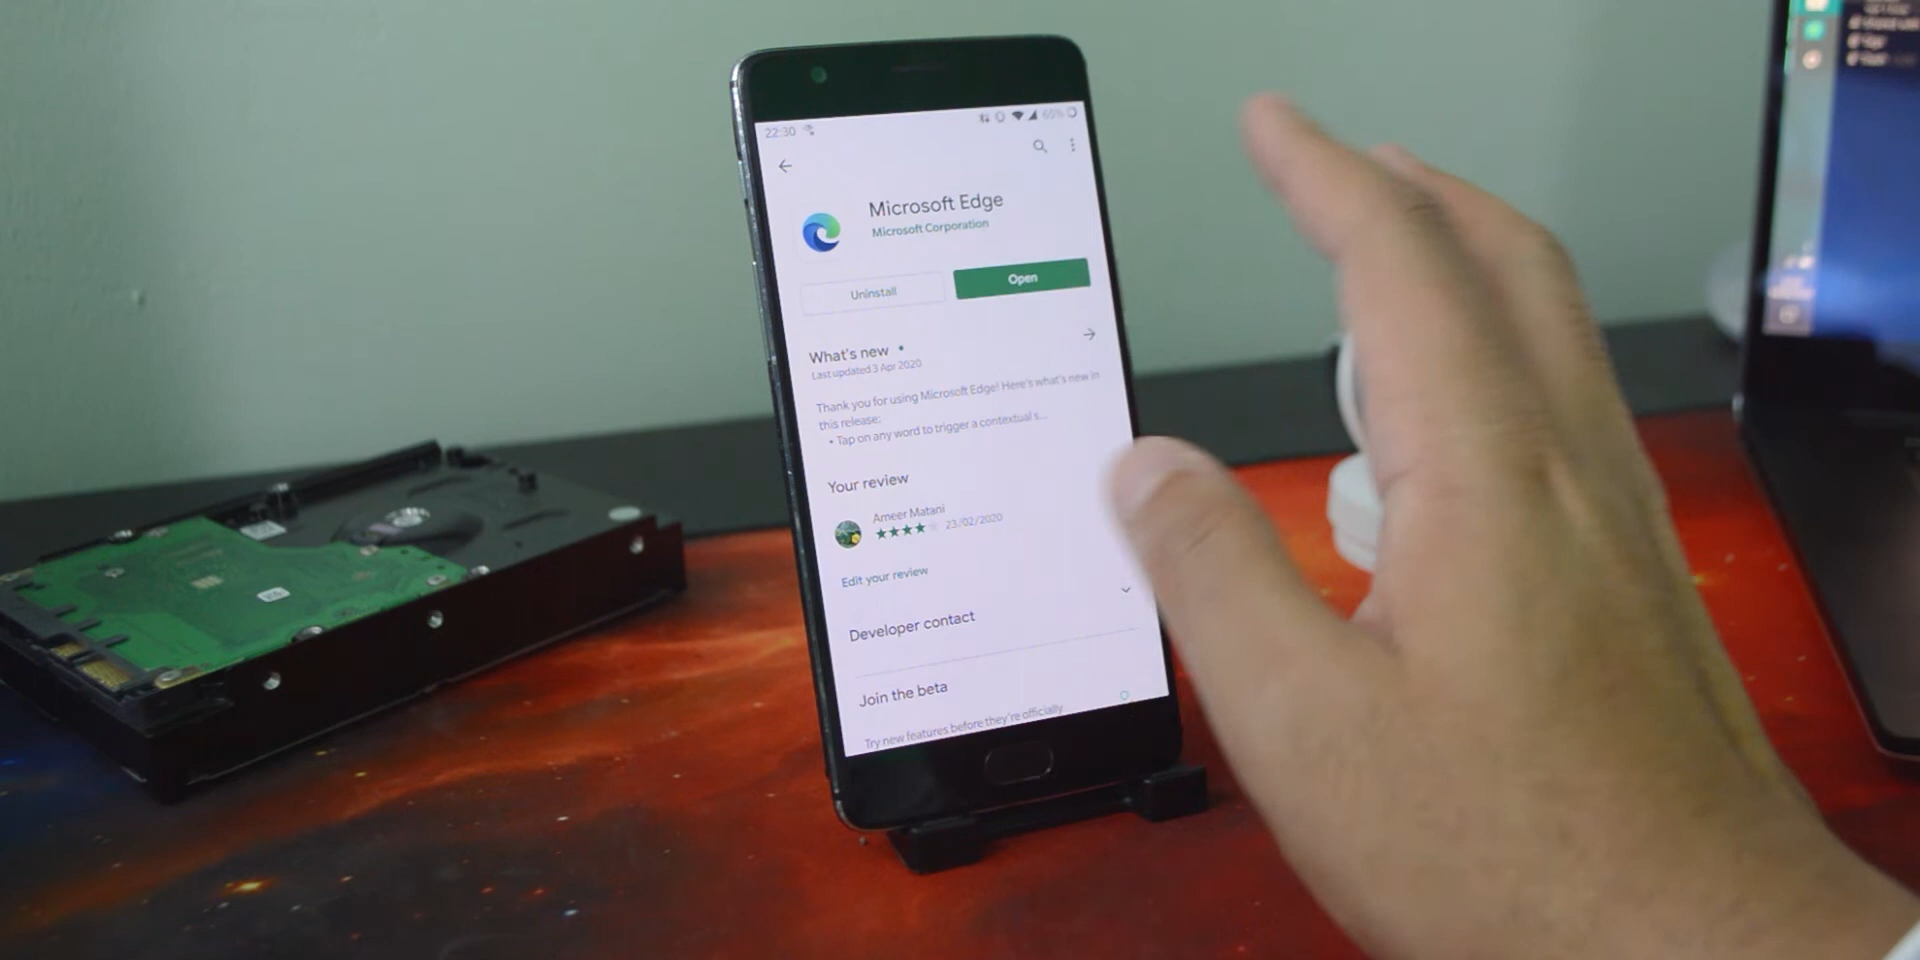 22:30
65%
Microsoft Edge
Microsoft Corporation
Uninstall
Open
What's new
Last updated 3 Apr 2020
Thank you for using Microsoft Edge! Here's what's new in
this release:
• Tap on any word to trigger a contextual s...
Your review
Ameer Matani
23/02/2020
Edit your review
Developer contact
Join the beta
Try new features before they're officially